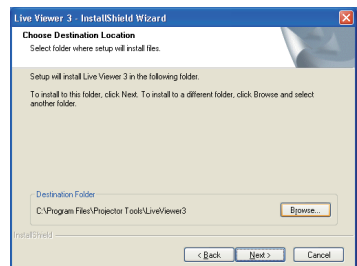 Live Viewer 3 - InstallShield Wizard
Choose Destination Location
Select folder where setup will install files.
Setup will install Live Viewer 3 in the following folder.
To install to this folder, click Next. To install to a different folder, click Browse and select
another folder.
Destination Folder
C:\Program Files\Projector Tools\LiveViewer3
Browse...
InstallShield
< Back
Next >
Cancel